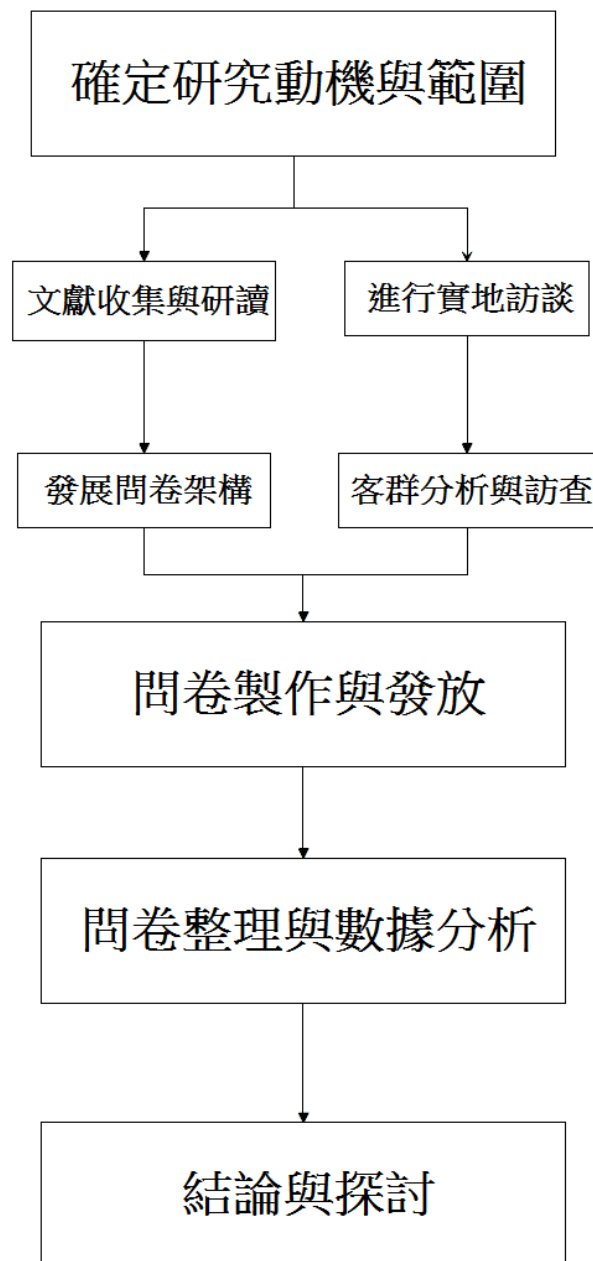 確定研究動機與範圍
文獻收集與研讀
進行實地訪談
發展問卷架構
客群分析與訪查
問卷製作與發放
問卷整理與數據分析
結論與探討